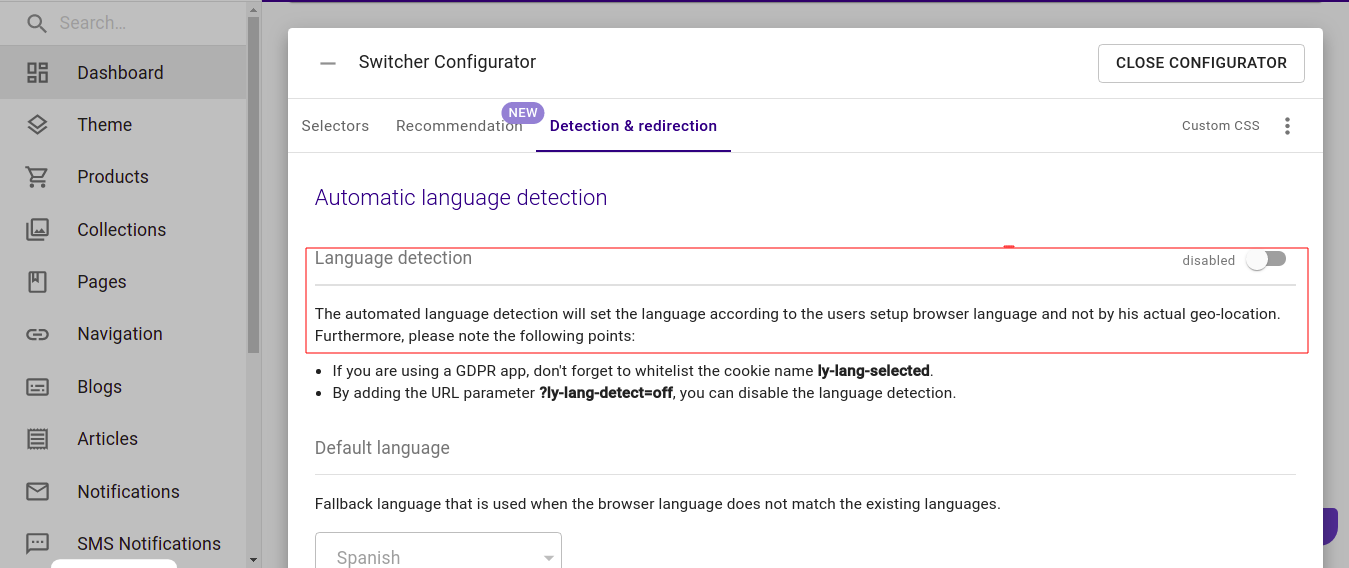 Search...
Dashboard
Theme
Products
Collections
Pages
Navigation
Blogs
Articles
Notifications
SMS Notifications
Switcher Configurator
CLOSE CONFIGURATOR
Selectors
Recommendation
NEW
Detection & redirection
Custom CSS
Automatic language detection
Language detection
disabled
The automated language detection will set the language according to the users setup browser language and not by his actual geo-location.
Furthermore, please note the following points:
• If you are using a GDPR app, don't forget to whitelist the cookie name ly-lang-selected.
• By adding the URL parameter ?ly-lang-detect=off, you can disable the language detection.
Default language
Fallback language that is used when the browser language does not match the existing languages.
Spanish